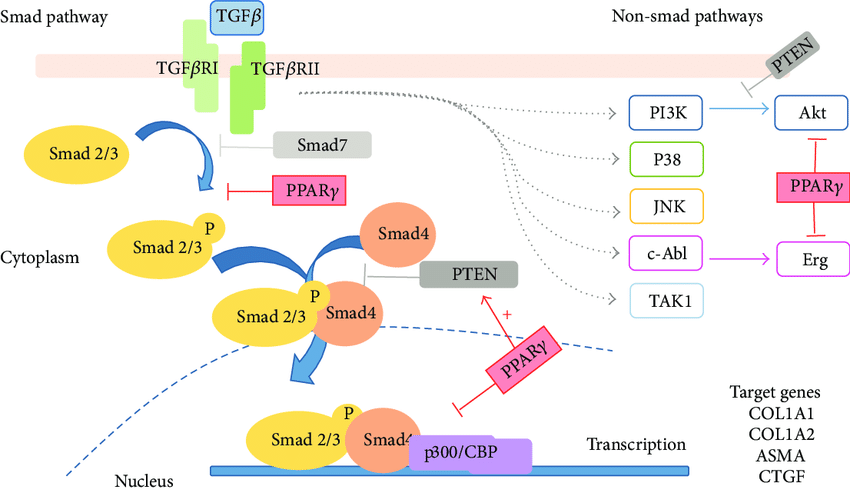 Smad pathway
TGFβ
Non-smad pathways
PTEN
TGFβRI
TGFβRII
PI3K
Akt
Smad 2/3
Smad7
P38
PPARγ
PPARγ
JNK
P
Smad 2/3
Smad4
Cytoplasm
c-Abl
Erg
PTEN
P
Smad 2/3
Smad4
TAK1
+
PPARγ
Target genes
COL1A1
COL1A2
ASMA
CTGF
P
Smad 2/3
Smad4
p300/CBP
Transcription
Nucleus